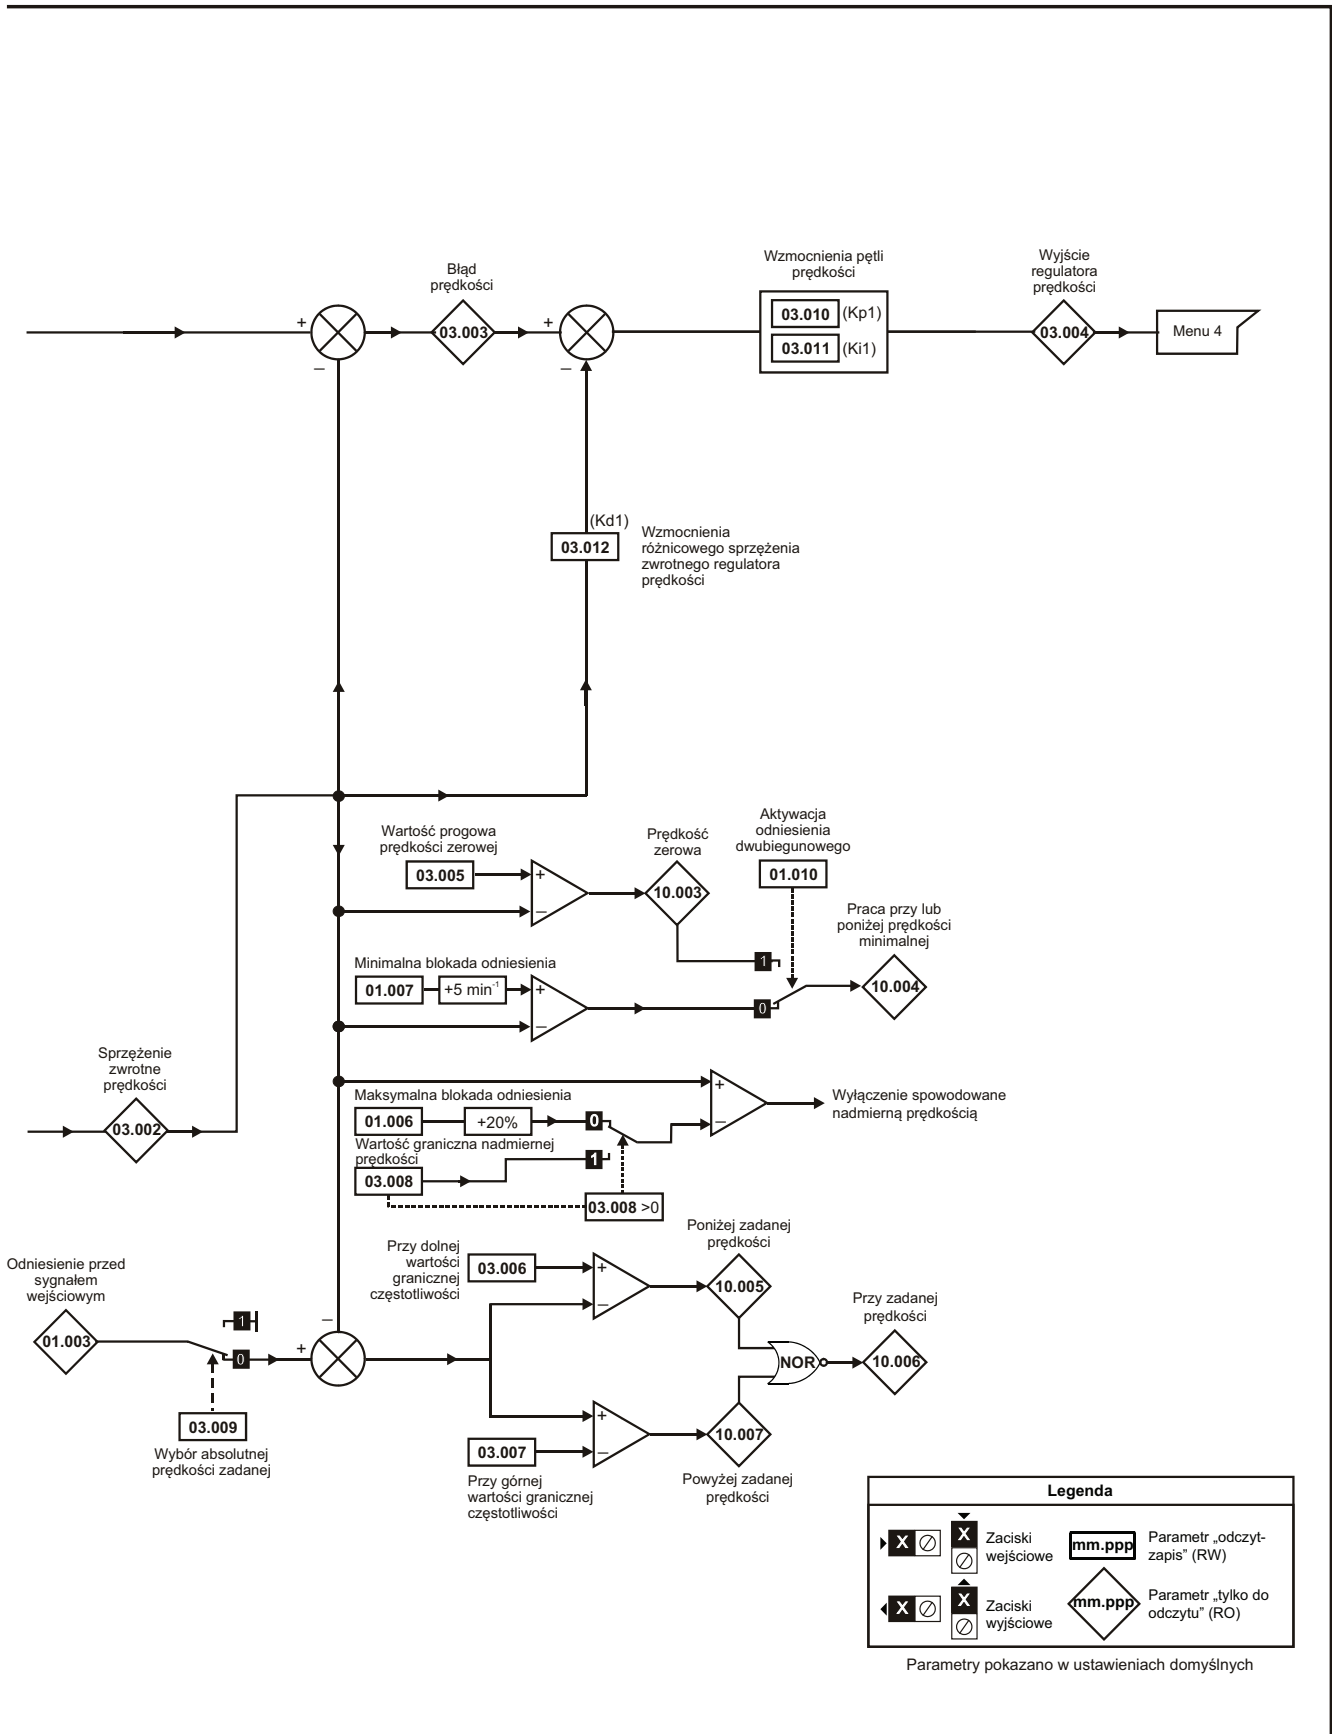 Błąd
prędkości
+
03.003
+
–
–
Wzmocnienia pętli
prędkości
03.010 (Kp1)
03.011 (Ki1)
Wyjście
regulatora
prędkości
03.004
Menu 4
(Kd1)
03.012
Wzmocnienia
różnicowego sprzężenia
zwrotnego regulatora
prędkości
Wartość progowa
prędkości zerowej
03.005
+
–
Prędkość
zerowa
10.003
Aktywacja
odniesienia
dwubiegunowego
01.010
1
0
Praca przy lub
poniżej prędkości
minimalnej
10.004
Minimalna blokada odniesienia
01.007
+5 min-1
+
–
Sprzężenie
zwrotne
prędkości
03.002
Maksymalna blokada odniesienia
01.006
+20%
0
Wartość graniczna nadmiernej
prędkości
03.008
1
03.008 >0
+
–
Wyłączenie spowodowane
nadmierną prędkością
Odniesienie przed
sygnałem
wejściowym
01.003
1
0
03.009
Wybór absolutnej
prędkości zadanej
–
+
Przy dolnej
wartości
granicznej
częstotliwości
03.006
+
–
Poniżej zadanej
prędkości
10.005
NOR
Przy zadanej
prędkości
10.006
03.007
+
–
10.007
Przy górnej
wartości granicznej
częstotliwości
Powyżej zadanej
prędkości
Legenda
X
X
Zaciski
wejściowe
mm.ppp
Parametr „odczyt-
zapis” (RW)
X
X
Zaciski
wyjściowe
mm.ppp
Parametr „tylko do
odczytu” (RO)
Parametry pokazano w ustawieniach domyślnych